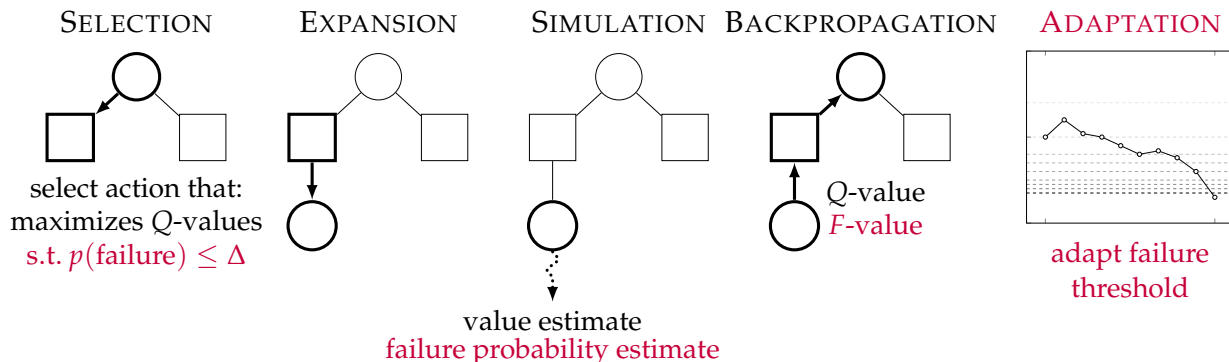 SELECTION
EXPANSION
SIMULATION
BACKPROPAGATION
ADAPTATION
select action that:
maximizes Q-values
s.t. p(failure) ≤ Δ
value estimate
failure probability estimate
Q-value
F-value
adapt failure
threshold